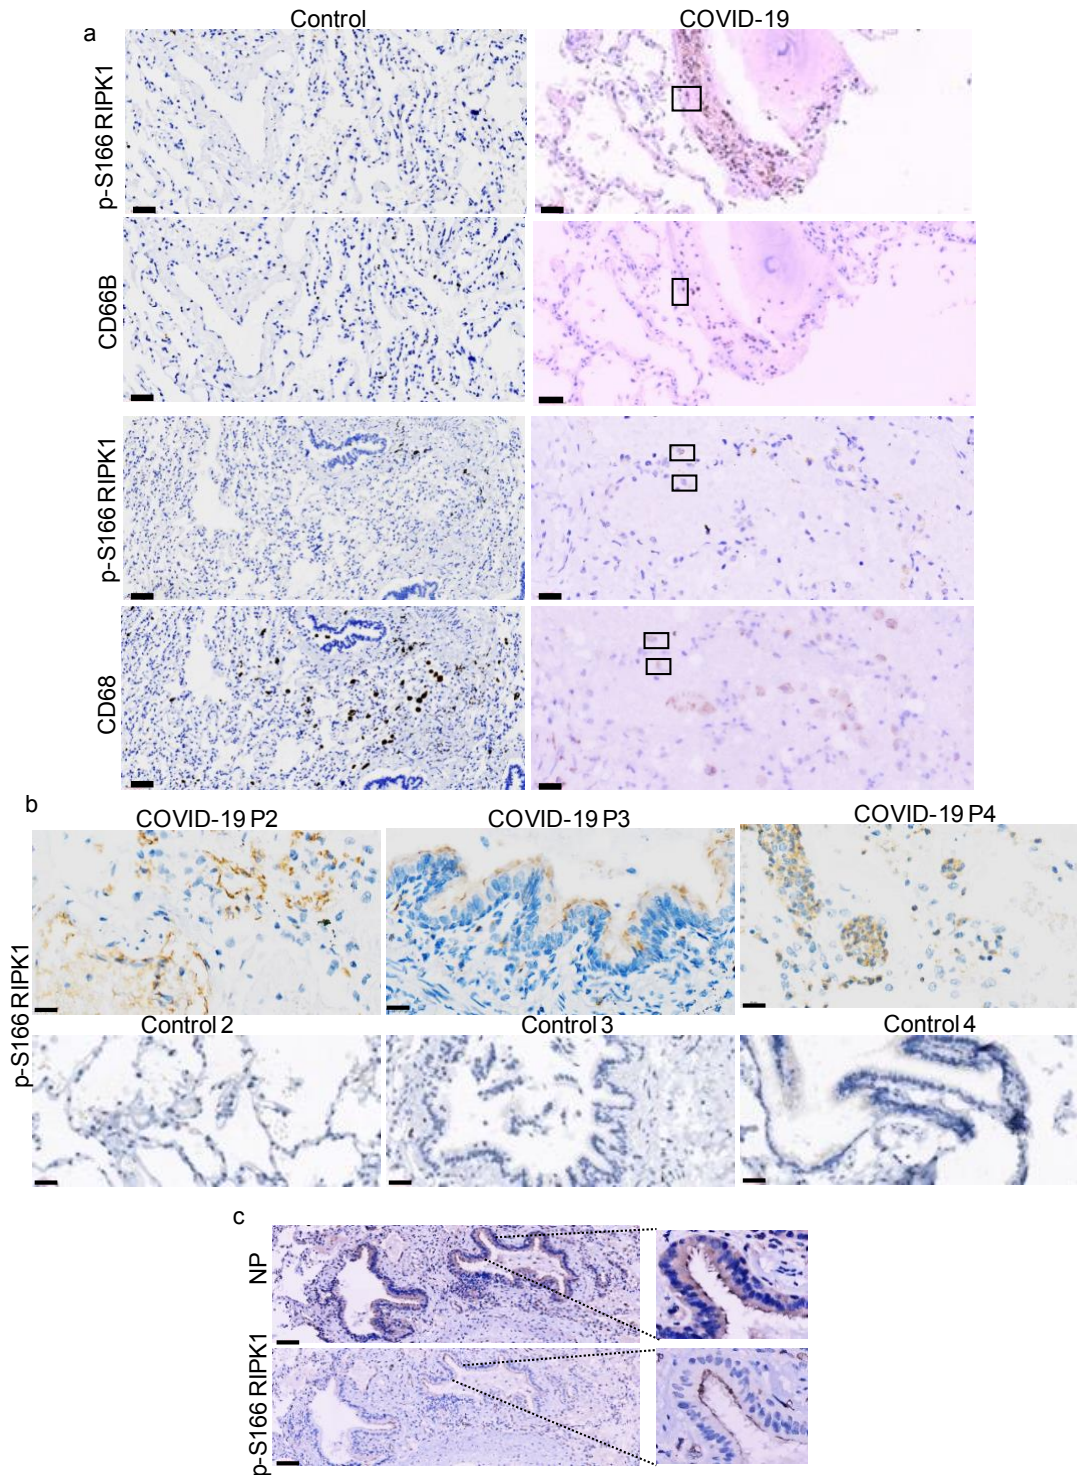 Control
COVID-19
a
p-S166 RIPK1
CD66B
p-S166 RIPK1
CD68
b
COVID-19 P2
COVID-19 P3
COVID-19 P4
p-S166 RIPK1
Control 2
Control 3
Control 4
c
NP
p-S166 RIPK1